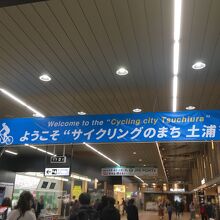 Welcome to the "Cycling city Tsuchiura"
ようこそ "サイクリングのまち 土浦